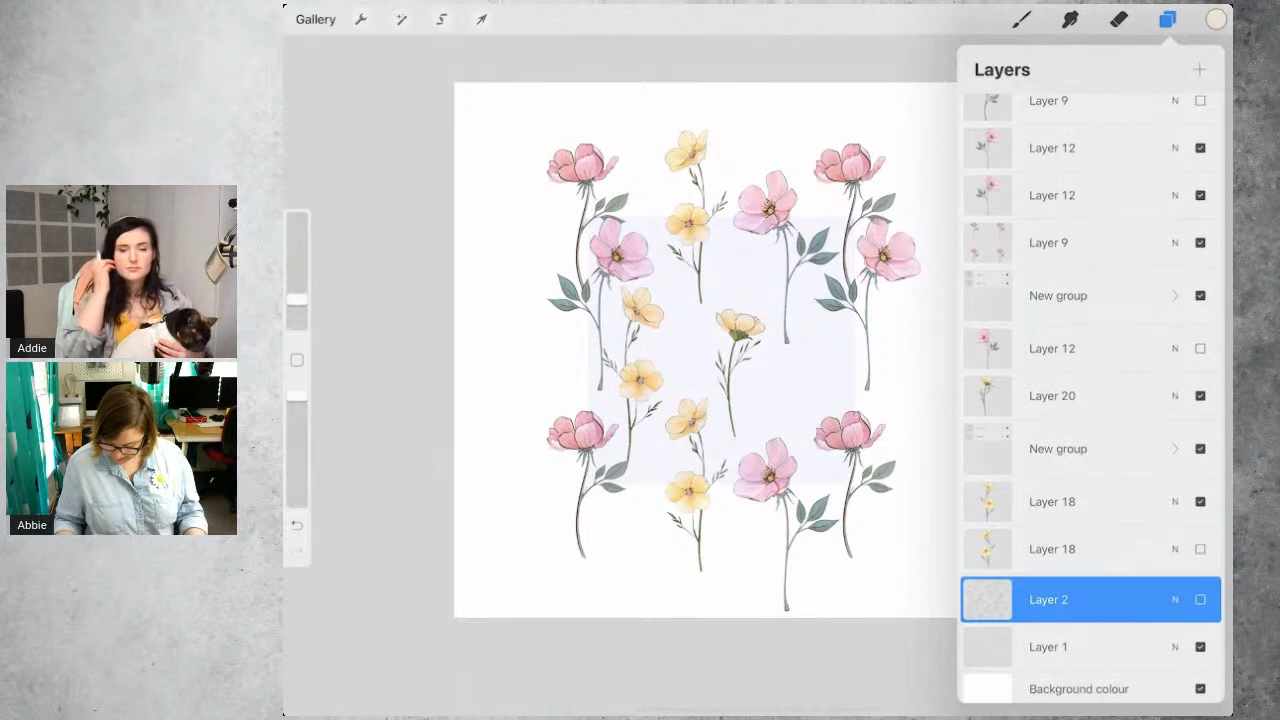 Gallery
Layers
Layer 9
N
Layer 12
N
Layer 12
N
Layer 9
N
New group
Layer 12
N
Layer 20
N
New group
Layer 18
N
Layer 18
N
Layer 2
N
Layer 1
N
Background colour
Addie
Abbie